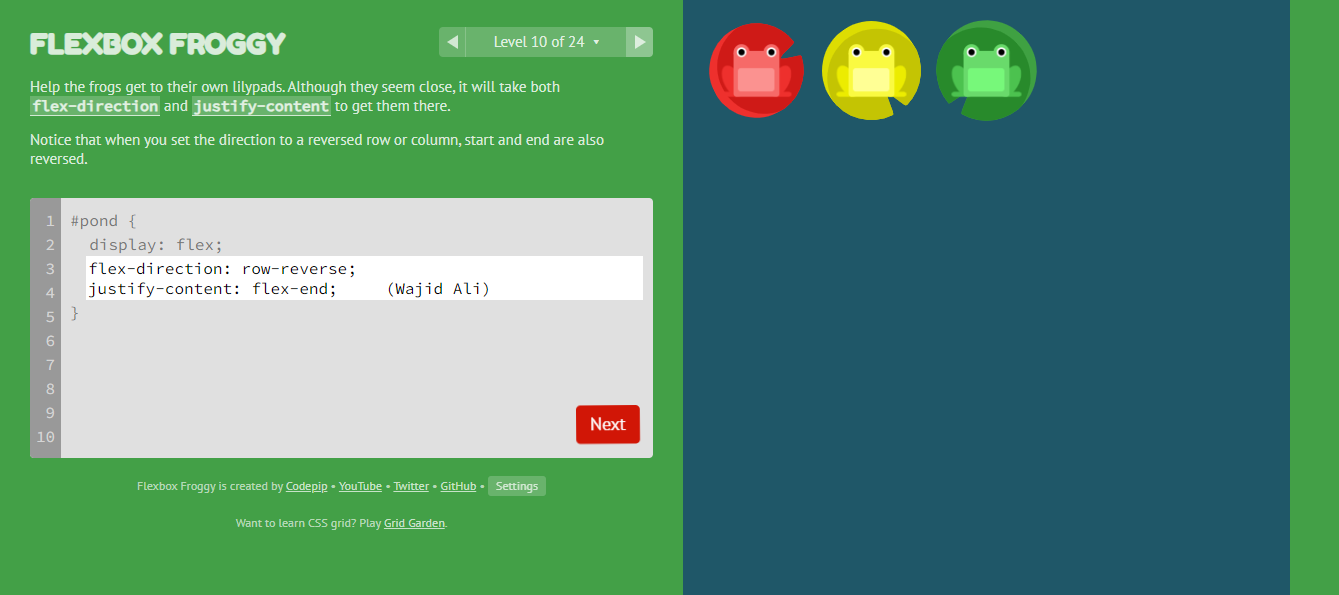 FLEXBOX FROGGY
◀ Level 10 of 24 ▼ ▶
Help the frogs get to their own lilypads. Although they seem close, it will take both
flex-direction and justify-content to get them there.
Notice that when you set the direction to a reversed row or column, start and end are also
reversed.
1 #pond {
2 display: flex;
3 flex-direction: row-reverse;
4 justify-content: flex-end; (Wajid Ali)
5 }
6
7
8
9
10
Next
Flexbox Froggy is created by Codepip • YouTube • Twitter • GitHub • Settings
Want to learn CSS grid? Play Grid Garden.